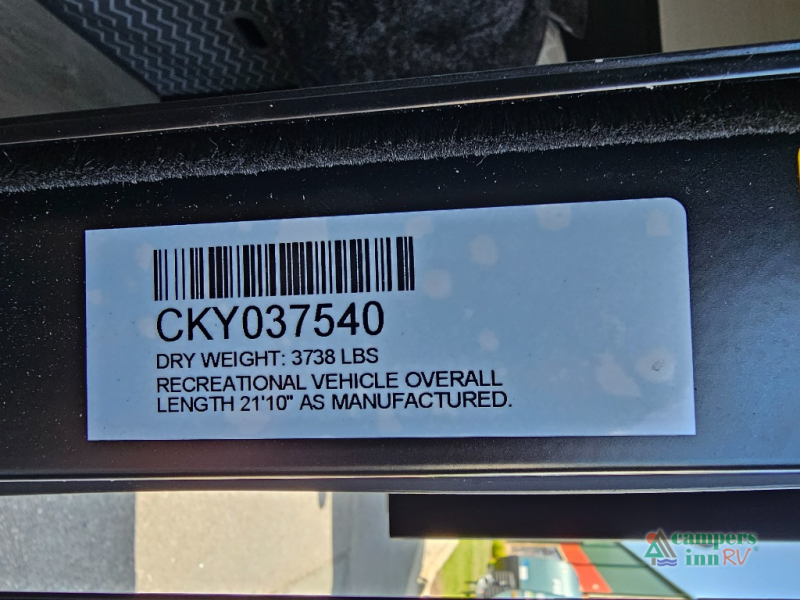 CKY037540
DRY WEIGHT: 3738 LBS
RECREATIONAL VEHICLE OVERALL
LENGTH 21'10" AS MANUFACTURED.
campers
inn RV